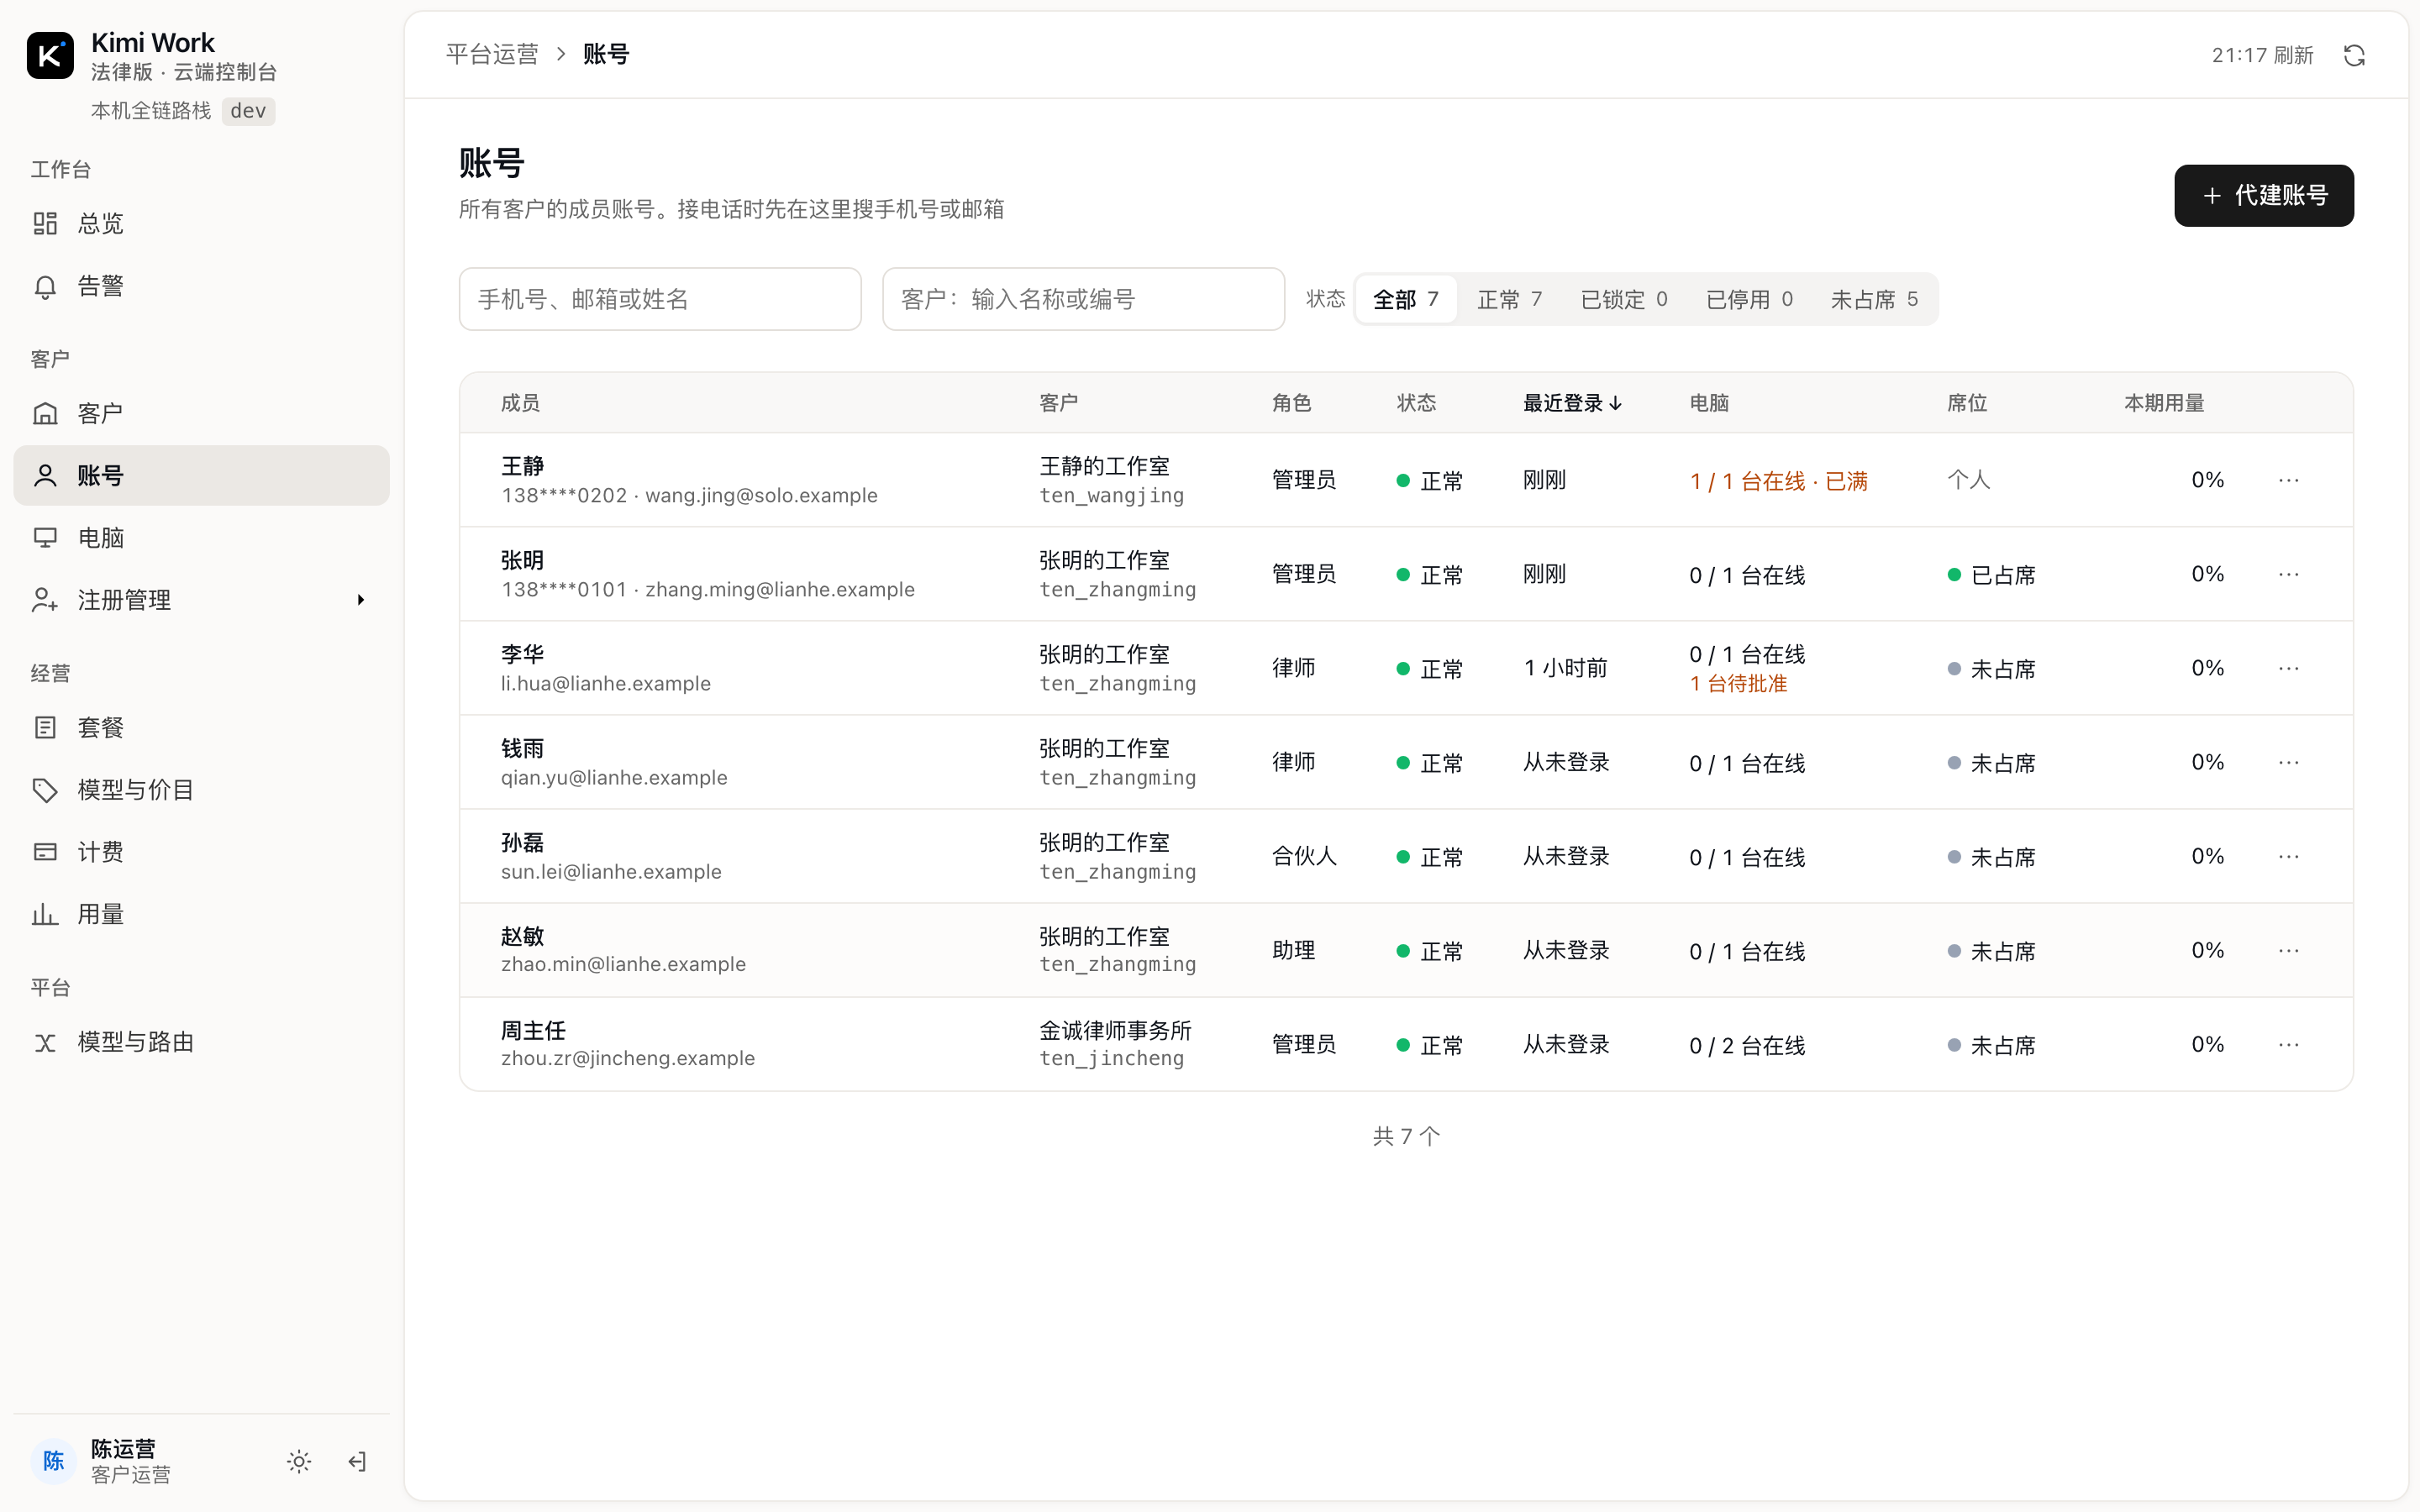 Kimi Work
法律版 · 云端控制台
本机全链路栈 dev
工作台
总览
告警
客户
客户
账号
电脑
注册管理
经营
套餐
模型与价目
计费
用量
平台
模型与路由
陈 陈运营
客户运营
平台运营 > 账号
21:17 刷新
账号
所有客户的成员账号。接电话时先在这里搜手机号或邮箱
+ 代建账号
手机号、邮箱或姓名
客户：输入名称或编号
状态 全部 7 正常 7 已锁定 0 已停用 0 未占席 5
成员 客户 角色 状态 最近登录 ↓ 电脑 席位 本期用量
王静 王静的工作室 管理员 正常 刚刚 1 / 1 台在线 · 已满 个人 0% ···
138****0202 · wang.jing@solo.example ten_wangjing
张明 张明的工作室 管理员 正常 刚刚 0 / 1 台在线 已占席 0% ···
138****0101 · zhang.ming@lianhe.example ten_zhangming
李华 张明的工作室 律师 正常 1 小时前 0 / 1 台在线 未占席 0% ···
li.hua@lianhe.example ten_zhangming 1 台待批准
钱雨 张明的工作室 律师 正常 从未登录 0 / 1 台在线 未占席 0% ···
qian.yu@lianhe.example ten_zhangming
孙磊 张明的工作室 合伙人 正常 从未登录 0 / 1 台在线 未占席 0% ···
sun.lei@lianhe.example ten_zhangming
赵敏 张明的工作室 助理 正常 从未登录 0 / 1 台在线 未占席 0% ···
zhao.min@lianhe.example ten_zhangming
周主任 金诚律师事务所 管理员 正常 从未登录 0 / 2 台在线 未占席 0% ···
zhou.zr@jincheng.example ten_jincheng
共 7 个